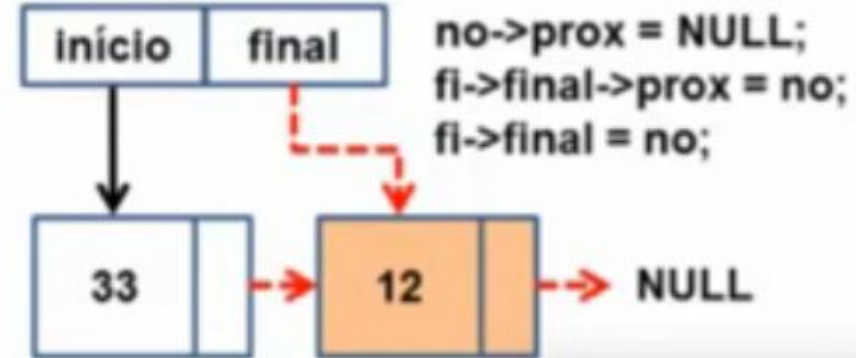 início final
no->prox = NULL;
fi->final->prox = no;
fi->final = no;
33 12 NULL